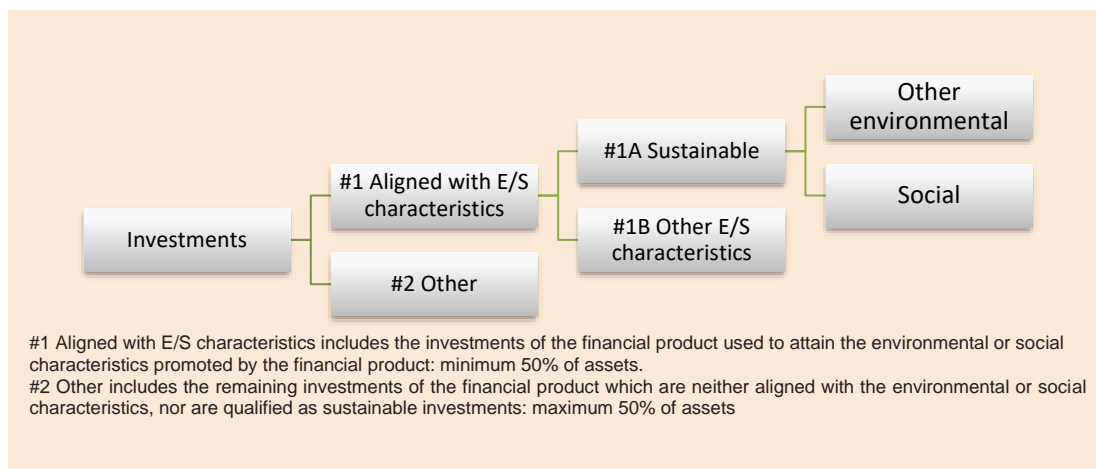 Other
environmental
#1A Sustainable
#1 Aligned with E/S
characteristics
Social
#1B Other E/S
characteristics
Investments
#2 Other
#1 Aligned with E/S characteristics includes the investments of the financial product used to attain the environmental or social
characteristics promoted by the financial product: minimum 50% of assets.
#2 Other includes the remaining investments of the financial product which are neither aligned with the environmental or social
characteristics, nor are qualified as sustainable investments: maximum 50% of assets